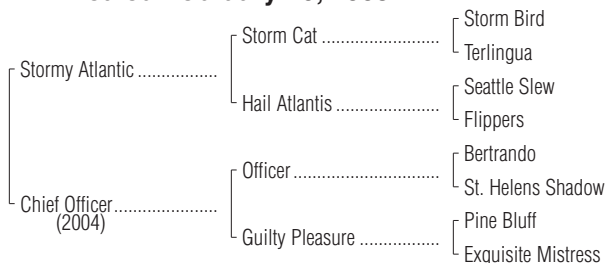 Storm Bird
Storm Cat ..........................
Terlingua
Stormy Atlantic .................
Seattle Slew
Hail Atlantis .......................
Flippers
Bertrando
Officer ................................
St. Helens Shadow
Chief Officer ......................
(2004)
Pine Bluff
Guilty Pleasure ..................
Exquisite Mistress